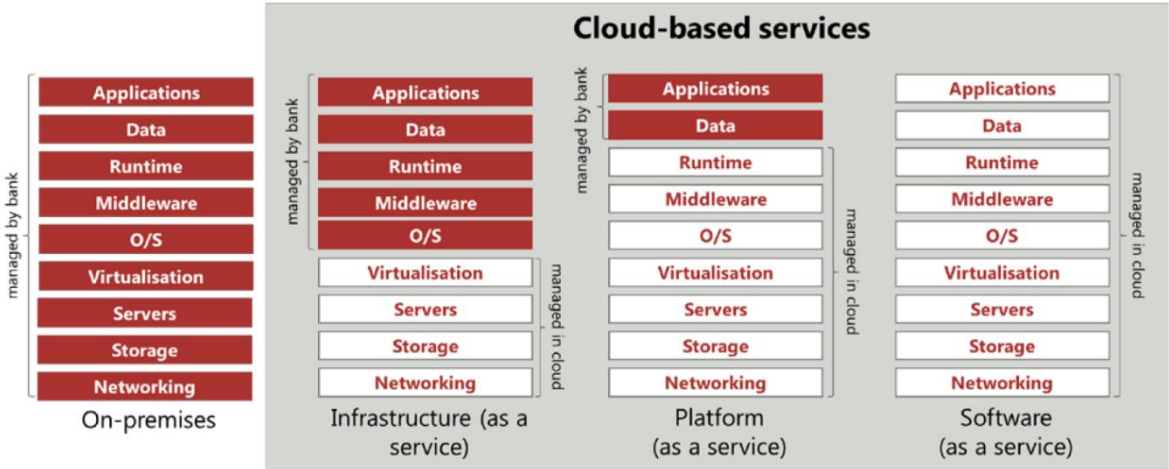 Cloud-based services
managed by bank
Applications
Data
Runtime
Middleware
O/S
Virtualisation
Servers
Storage
Networking
On-premises
managed by bank
Applications
Data
Runtime
Middleware
O/S
Virtualisation
Servers
Storage
Networking
managed in cloud
Infrastructure (as a
service)
managed by bank
Applications
Data
Runtime
Middleware
O/S
Virtualisation
Servers
Storage
Networking
managed in cloud
Platform
(as a service)
Applications
Data
Runtime
Middleware
O/S
Virtualisation
Servers
Storage
Networking
managed in cloud
Software
(as a service)